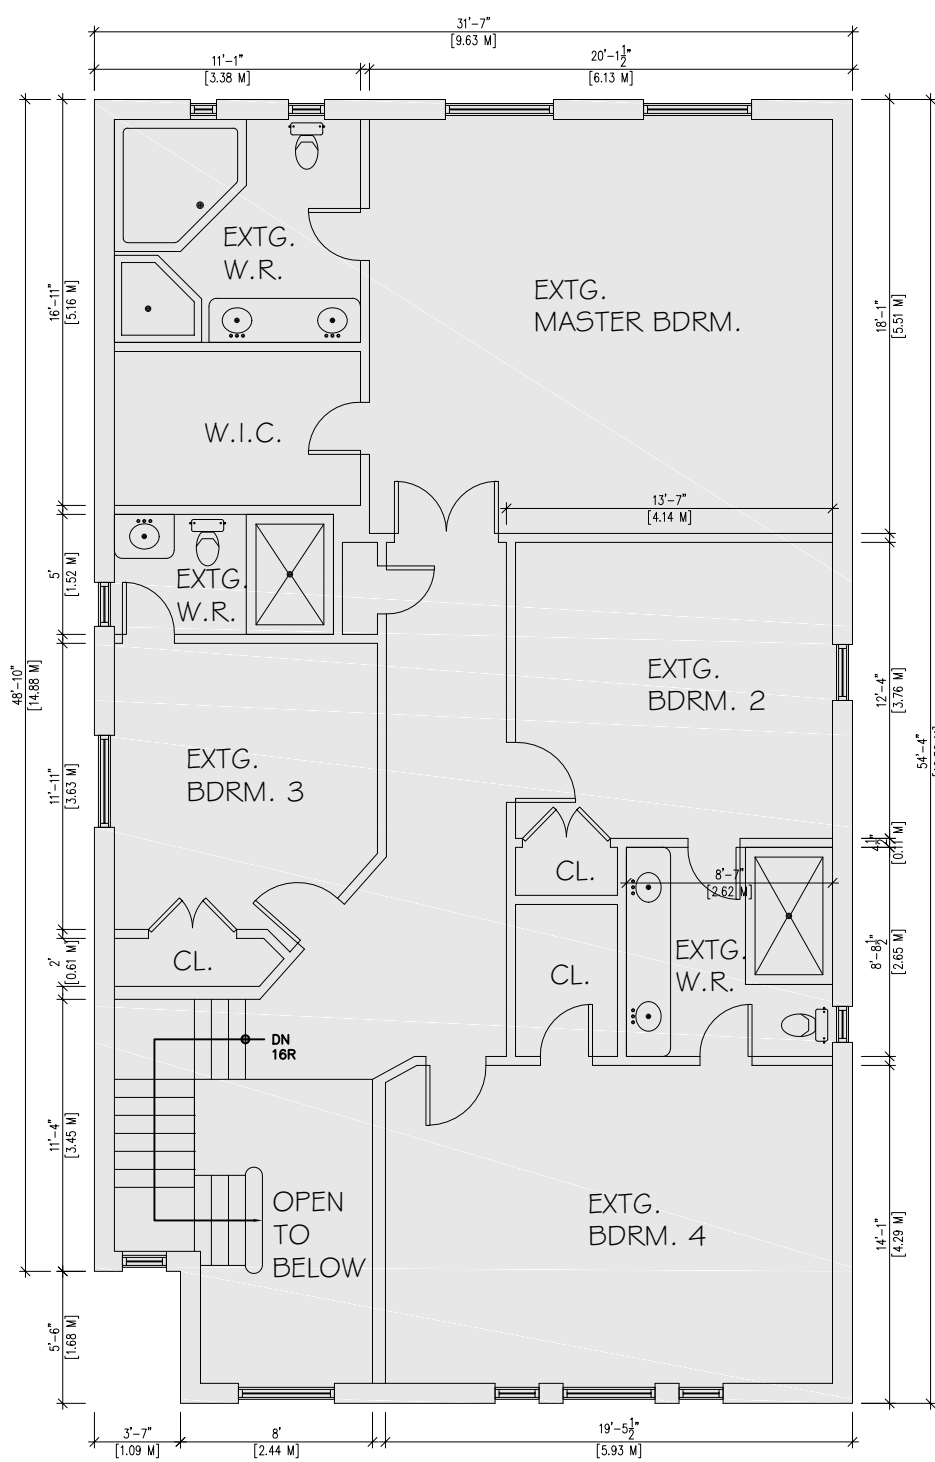 31'-7"
[9.63 M]
11'-1"
[3.38 M]
20'-1½"
[6.13 M]
EXTG.
W.R.
EXTG.
MASTER BDRM.
16'-11"
[5.16 M]
18'-1"
[5.51 M]
W.I.C.
13'-7"
[4.14 M]
5'
[1.52 M]
EXTG.
W.R.
48'-10"
[14.88 M]
EXTG.
BDRM. 2
12'-4"
[3.76 M]
54'-4"
11'-11"
[3.63 M]
EXTG.
BDRM. 3
4½"
[0.11 M]
CL.
8'-7"
[2.62 M]
2'
[0.61 M]
CL.
CL.
EXTG.
W.R.
8'-8½"
[2.65 M]
DN
16R
11'-4"
[3.45 M]
OPEN
TO
BELOW
EXTG.
BDRM. 4
14'-1"
[4.29 M]
5'-6"
[1.68 M]
3'-7"
[1.09 M]
8'
[2.44 M]
19'-5½"
[5.93 M]